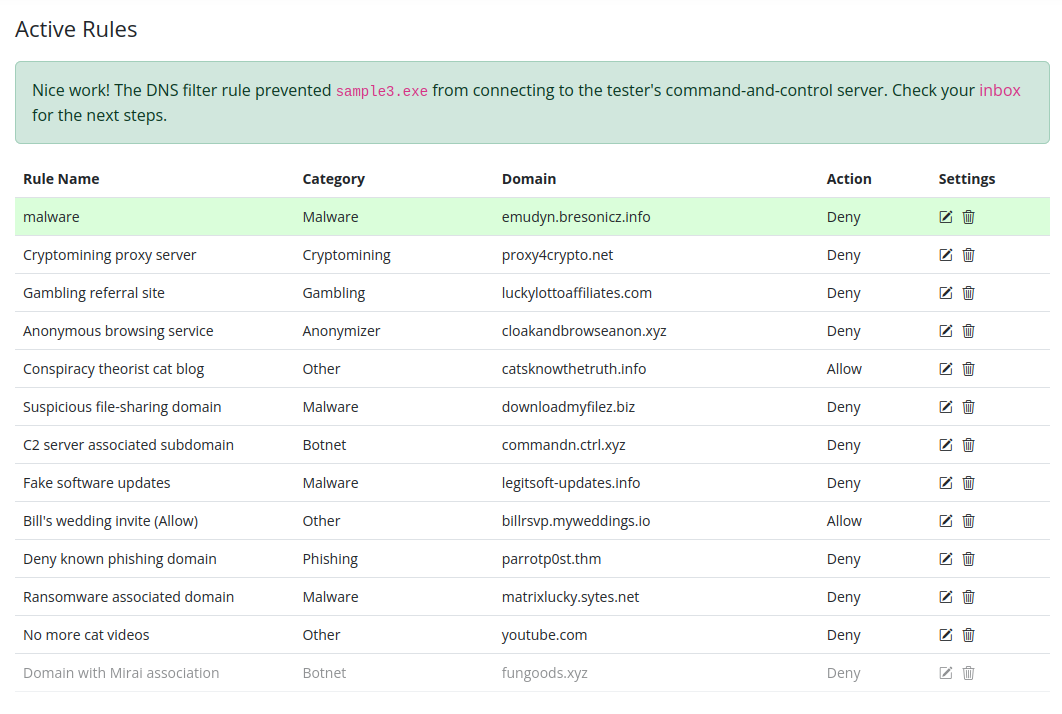 Active Rules
Nice work! The DNS filter rule prevented sample3.exe from connecting to the tester's command-and-control server. Check your inbox
for the next steps.
Rule Name Category Domain Action Settings
malware Malware emudyn.bresonicz.info Deny
Cryptomining proxy server Cryptomining proxy4crypto.net Deny
Gambling referral site Gambling luckylottoaffiliates.com Deny
Anonymous browsing service Anonymizer cloakandbrowseanon.xyz Deny
Conspiracy theorist cat blog Other catsknowthetruth.info Allow
Suspicious file-sharing domain Malware downloadmyfilez.biz Deny
C2 server associated subdomain Botnet commandn.ctrl.xyz Deny
Fake software updates Malware legitsoft-updates.info Deny
Bill's wedding invite (Allow) Other billrsvp.myweddings.io Allow
Deny known phishing domain Phishing parrotp0st.thm Deny
Ransomware associated domain Malware matrixlucky.sytes.net Deny
No more cat videos Other youtube.com Deny
Domain with Mirai association Botnet fungoods.xyz Deny